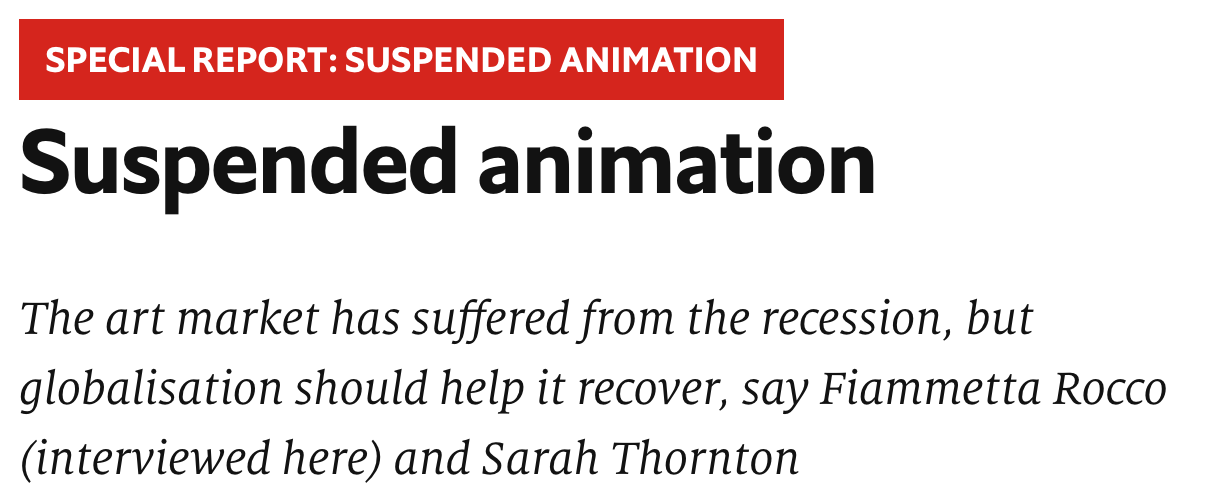 SPECIAL REPORT: SUSPENDED ANIMATION
Suspended animation
The art market has suffered from the recession, but
globalisation should help it recover, say Fiammetta Rocco
(interviewed here) and Sarah Thornton